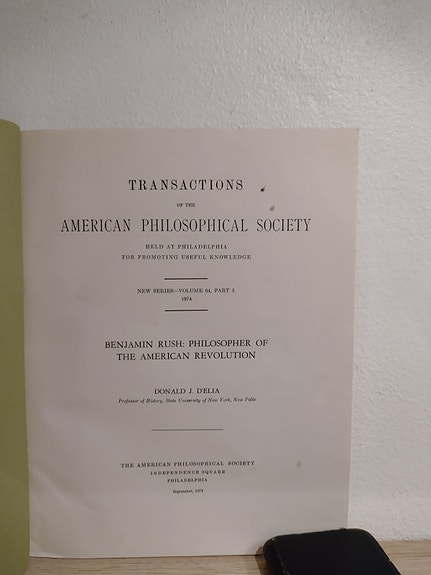 TRANSACTIONS
OF THE
AMERICAN PHILOSOPHICAL SOCIETY
HELD AT PHILADELPHIA
FOR PROMOTING USEFUL KNOWLEDGE
NEW SERIES—VOLUME 64, PART 5
1974
BENJAMIN RUSH: PHILOSOPHER OF
THE AMERICAN REVOLUTION
DONALD J. D'ELIA
Professor of History, State University of New York, New Paltz
THE AMERICAN PHILOSOPHICAL SOCIETY
INDEPENDENCE SQUARE
PHILADELPHIA
September, 1974